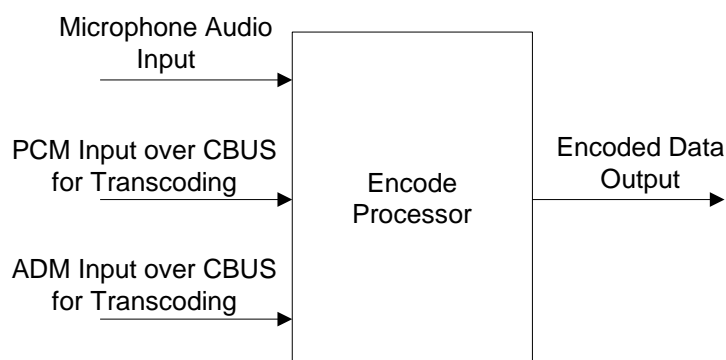 Microphone Audio
Input
PCM Input over CBUS
for Transcoding
ADM Input over CBUS
for Transcoding
Encode
Processor
Encoded Data
Output